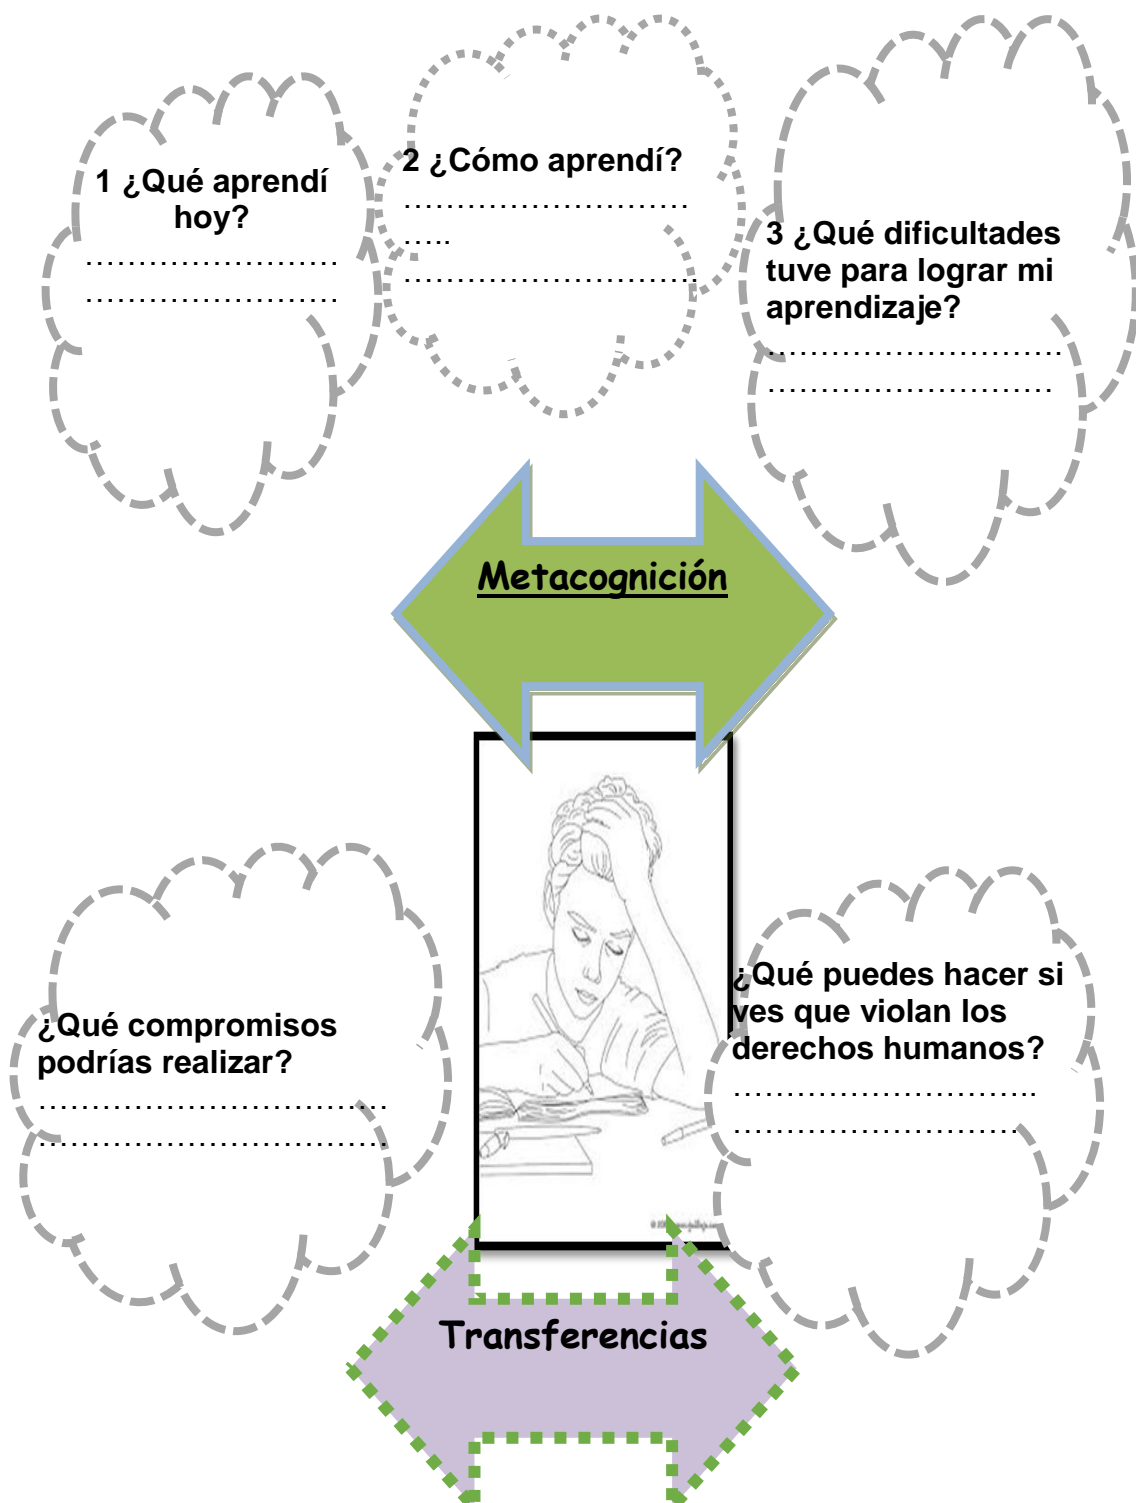 1 ¿Qué aprendí
hoy?
……………………….
……………………….
2 ¿Cómo aprendí?
………………………….
…..
………………………….
3 ¿Qué dificultades
tuve para lograr mi
aprendizaje?
………………………….
………………………….
Metacognición
¿Qué compromisos
podrías realizar?
………………………………
………………………………
¿Qué puedes hacer si
ves que violan los
derechos humanos?
…………………………….
…………………………
Transferencias